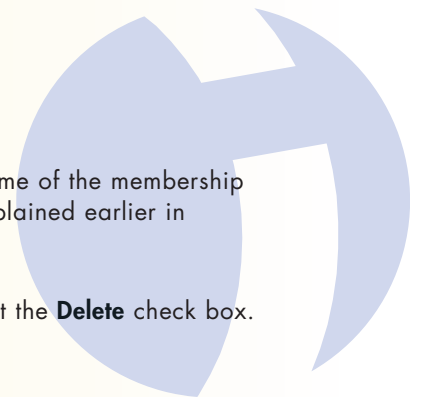 me of the membership
plained earlier in
t the Delete check box.